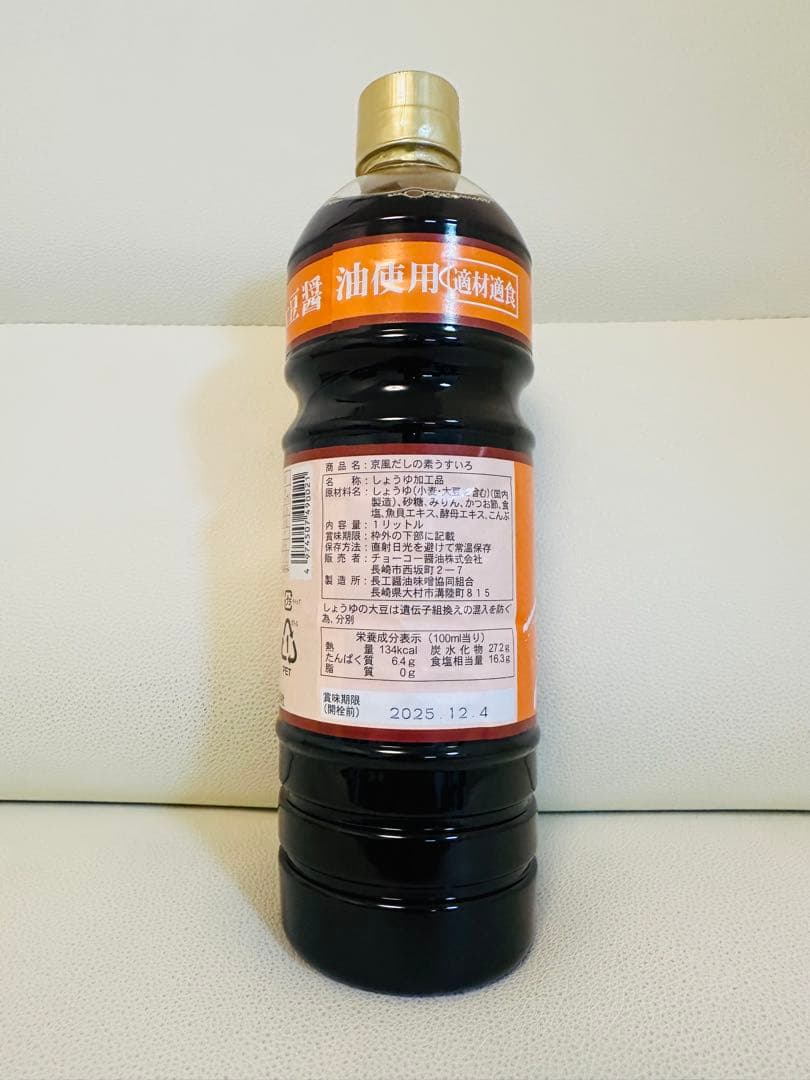 豆醤油使用 適材適食
商品名：京風だしの素うすいろ
名称：しょうゆ加工品
原材料名：しょうゆ(小麦・大豆を含む)(国内
製造)、砂糖、みりん、かつお節、食
塩、魚貝エキス、酵母エキス、こんぶ
内容量：1リットル
賞味期限：枠外の下部に記載
保存方法：直射日光を避けて常温保存
販売者：チョーコー醤油株式会社
長崎市西坂町2－7
製造所：長工醤油味噌協同組合
長崎県大村市溝陸町815
しょうゆの大豆は遺伝子組換えの混入を防ぐ
為、分別
栄養成分表示(100ml当り)
熱量 134kcal 炭水化物 27.2g
たんぱく質 6.4g 食塩相当量 16.3g
脂質 0g
賞味期限
(開栓前) 2025.12.4
PET